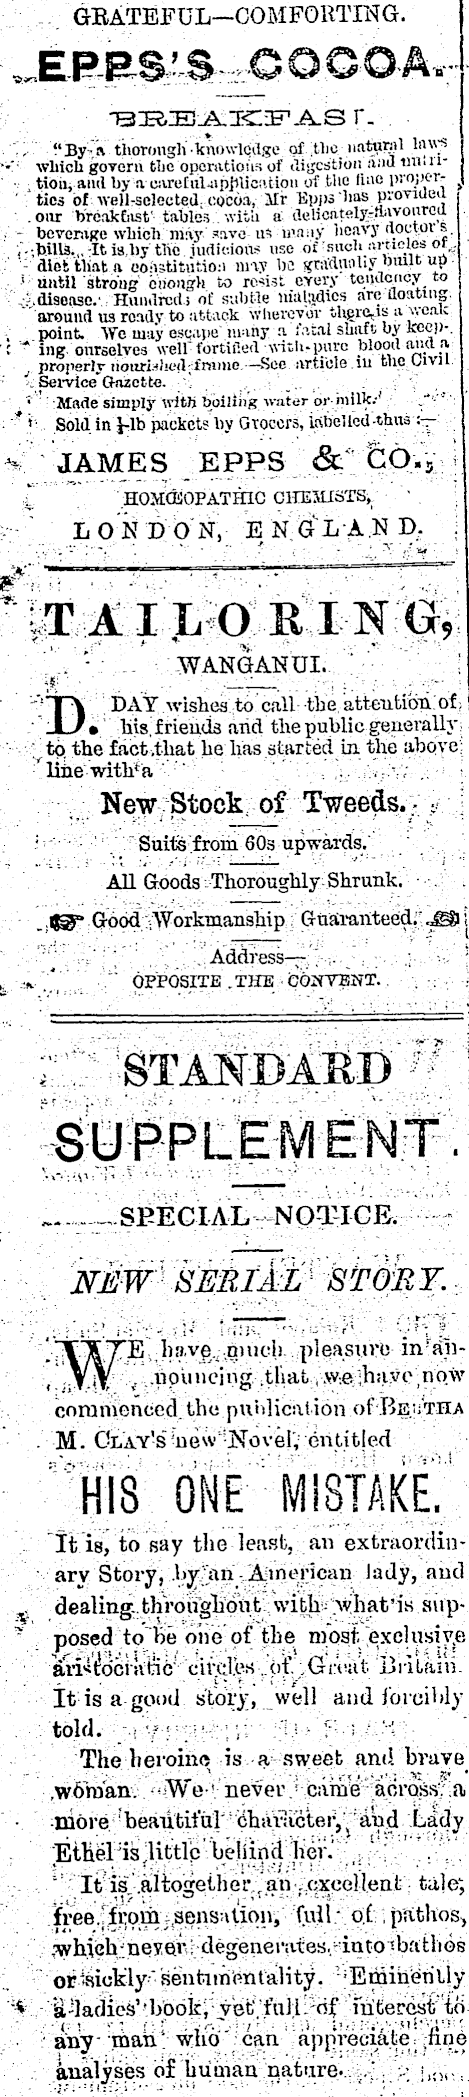 GRATEFUL—COMFORTING.
EPPS'S COCOA.
BREAKFAST.
"By a thorough knowledge of the natural laws
which govern the operations of digestion and nutri-
tion, and by a careful application of the fine proper-
ties of well-selected cocoa, Mr Epps has provided
our breakfast tables with a delicately-flavoured
beverage which may save us many heavy doctor's
bills. It is by the judicious use of such articles of
diet that a constitution may be gradually built up
until strong enough to resist every tendency to
disease. Hundreds of subtle maladies are floating
around us ready to attack wherever there is a weak
point. We may escape many a fatal shaft by keep-
ing ourselves well fortified with pure blood and a
properly nourished frame.—See article in the Civil
Service Gazette.
Made simply with boiling water or milk.
Sold in ½-lb packets by Grocers, labelled thus:—
JAMES EPPS & CO.,
HOMŒOPATHIC CHEMISTS,
LONDON, ENGLAND.
TAILORING,
WANGANUI.
D. DAY wishes to call the attention of
his friends and the public generally
to the fact that he has started in the above
line with a
New Stock of Tweeds.
Suits from 60s upwards.
All Goods Thoroughly Shrunk.
Good Workmanship Guaranteed.
Address—
OPPOSITE THE CONVENT.
STANDARD
SUPPLEMENT.
SPECIAL NOTICE.
NEW SERIAL STORY.
WE have much pleasure in an-
nouncing that we have now
commenced the publication of BERTHA
M. CLAY'S new Novel, entitled
HIS ONE MISTAKE.
It is, to say the least, an extraordin-
ary Story, by an American lady, and
dealing throughout with what is sup-
posed to be one of the most exclusive
aristocratic circles of Great Britain.
It is a good story, well and forcibly
told.
The heroine is a sweet and brave
woman. We never came across a
more beautiful character, and Lady
Ethel is little behind her.
It is altogether an excellent tale,
free from sensation, full of pathos,
which never degenerates into bathos
or sickly sentimentality. Eminently
a ladies' book, yet full of interest to
any man who can appreciate fine
analyses of human nature.